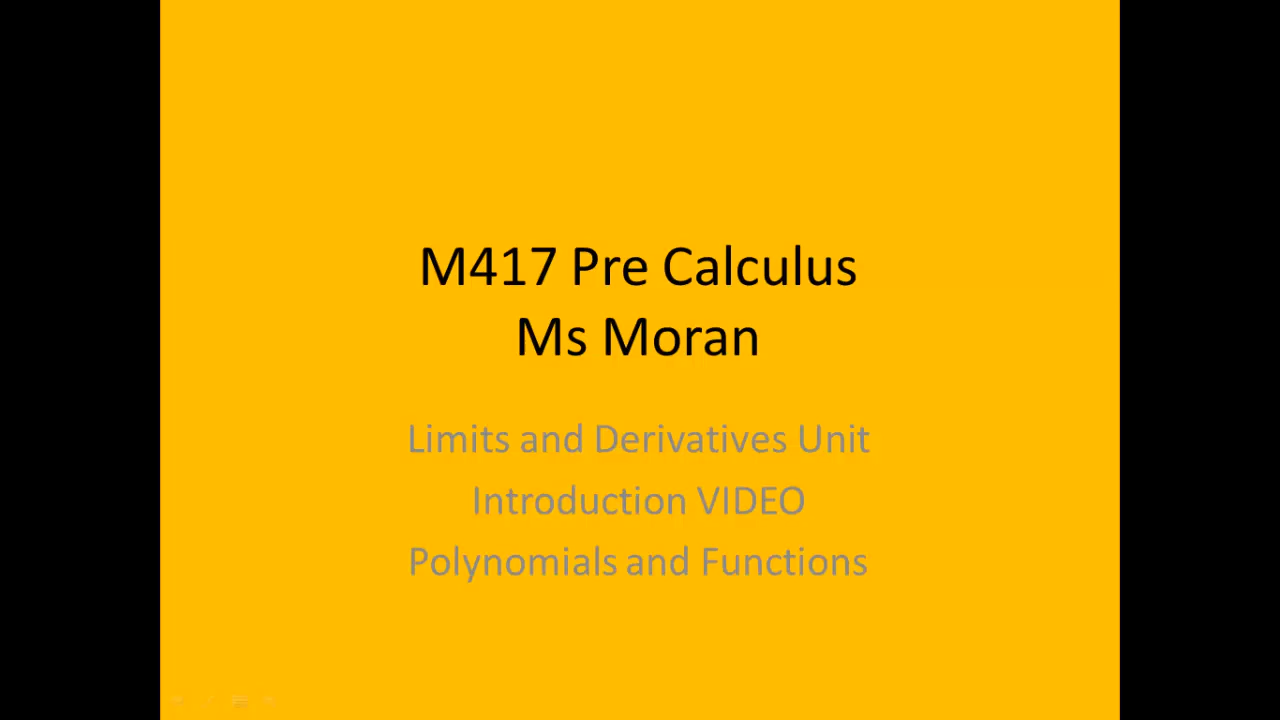 M417 Pre Calculus
Ms Moran
Limits and Derivatives Unit
Introduction VIDEO
Polynomials and Functions